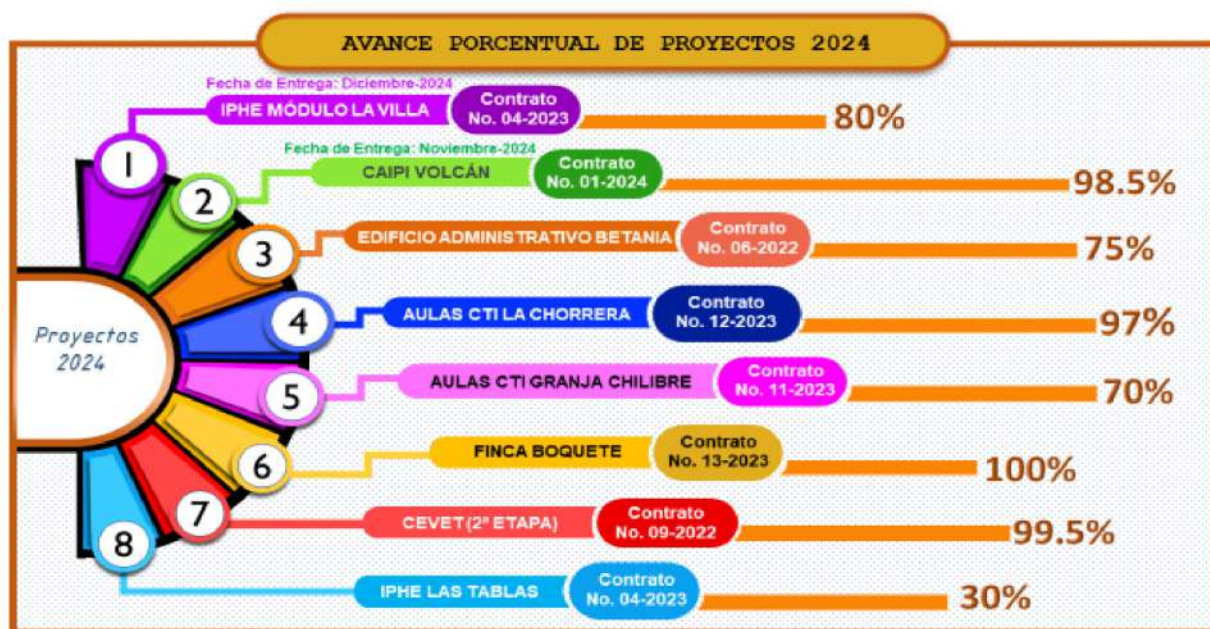 AVANCE PORCENTUAL DE PROYECTOS 2024
Fecha de Entrega: Diciembre-2024
1
IPHE MÓDULO LA VILLA
Contrato
No. 04-2023
80%
Fecha de Entrega: Noviembre-2024
2
CAIPI VOLCÁN
Contrato
No. 01-2024
98.5%
3
EDIFICIO ADMINISTRATIVO BETANIA
Contrato
No. 06-2022
75%
4
AULAS CTI LA CHORRERA
Contrato
No. 12-2023
97%
Proyectos
2024
5
AULAS CTI GRANJA CHILIBRE
Contrato
No. 11-2023
70%
6
FINCA BOQUETE
Contrato
No. 13-2023
100%
7
CEVET (2ª ETAPA)
Contrato
No. 09-2022
99.5%
8
IPHE LAS TABLAS
Contrato
No. 04-2023
30%